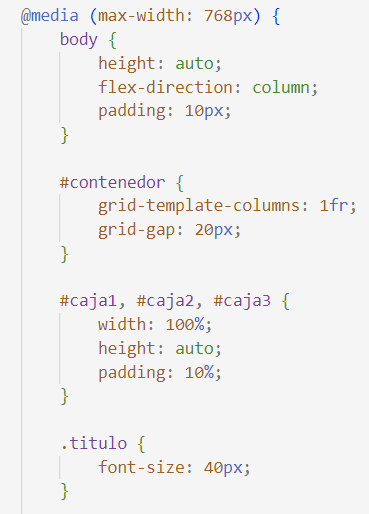 @media (max-width: 768px) {
body {
height: auto;
flex-direction: column;
padding: 10px;
}
#contenedor {
grid-template-columns: 1fr;
grid-gap: 20px;
}
#caja1, #caja2, #caja3 {
width: 100%;
height: auto;
padding: 10%;
}
.titulo {
font-size: 40px;
}